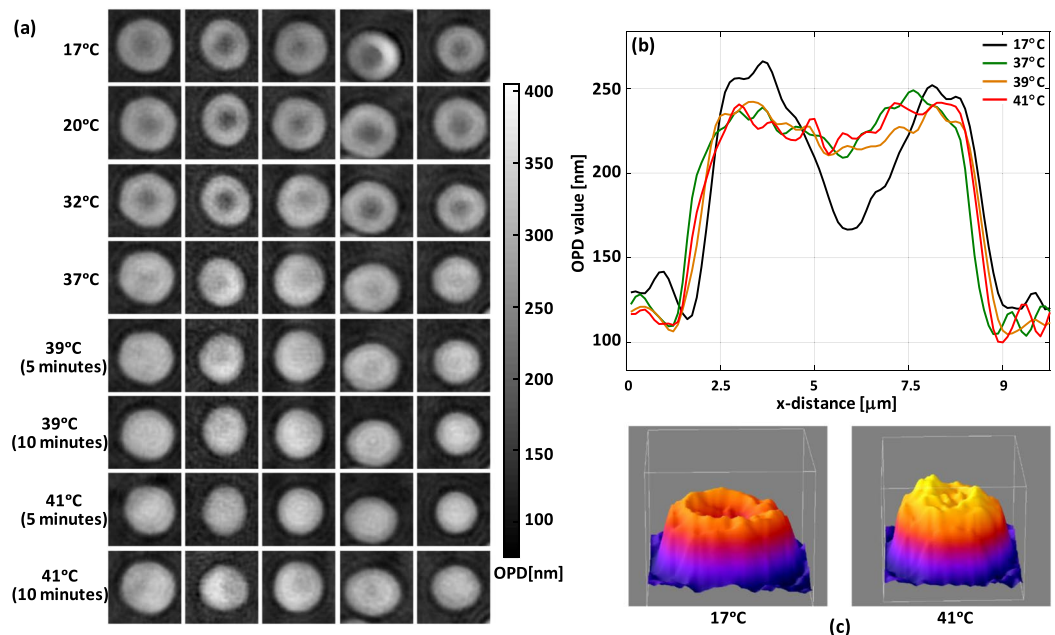 (a)
17°C
20°C
32°C
37°C
39°C
(5 minutes)
39°C
(10 minutes)
41°C
(5 minutes)
41°C
(10 minutes)
400
350
300
250
200
150
100
OPD[nm]
(b)
17°C
37°C
39°C
41°C
OPD value [nm]
250
200
150
100
0 2.5 5 7.5 9
x-distance [μm]
17°C 41°C
(c)